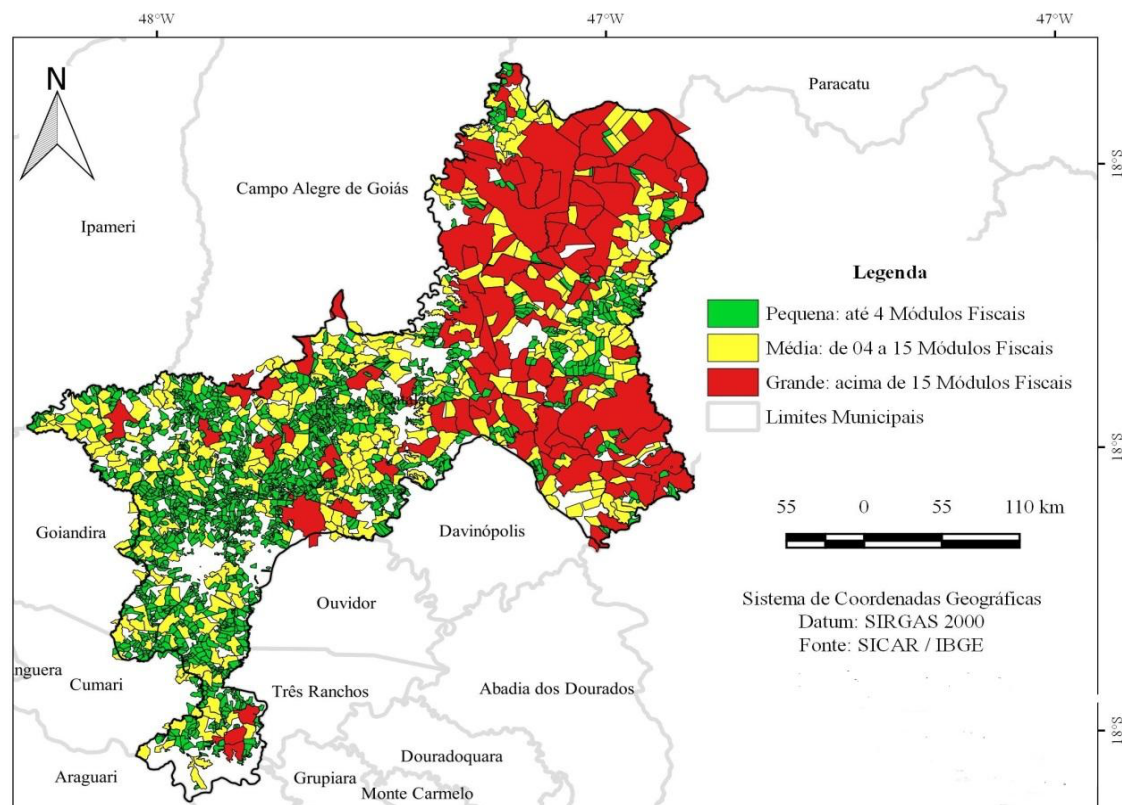 48°W
47°W
47°W
N
Paracatu
18°S
Campo Alegre de Goiás
Ipameri
Legenda
Pequena: até 4 Módulos Fiscais
Média: de 04 a 15 Módulos Fiscais
Grande: acima de 15 Módulos Fiscais
Catalão
Limites Municipais
18°S
55 0 55 110 km
Goiandira
Davinópolis
Ouvidor
Sistema de Coordenadas Geográficas
Datum: SIRGAS 2000
Fonte: SICAR / IBGE
nguera
Cumari
Três Ranchos
Abadia dos Dourados
18°S
Douradoquara
Araguari
Grupiara
Monte Carmelo